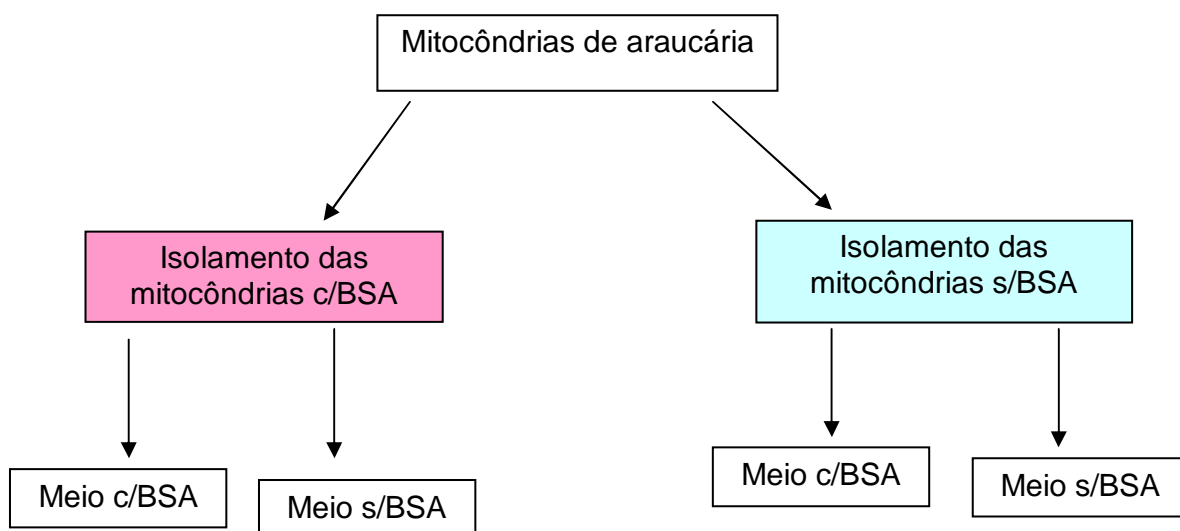 Mitocôndrias de araucária
Isolamento das
mitocôndrias c/BSA
Isolamento das
mitocôndrias s/BSA
Meio c/BSA
Meio s/BSA
Meio c/BSA
Meio s/BSA